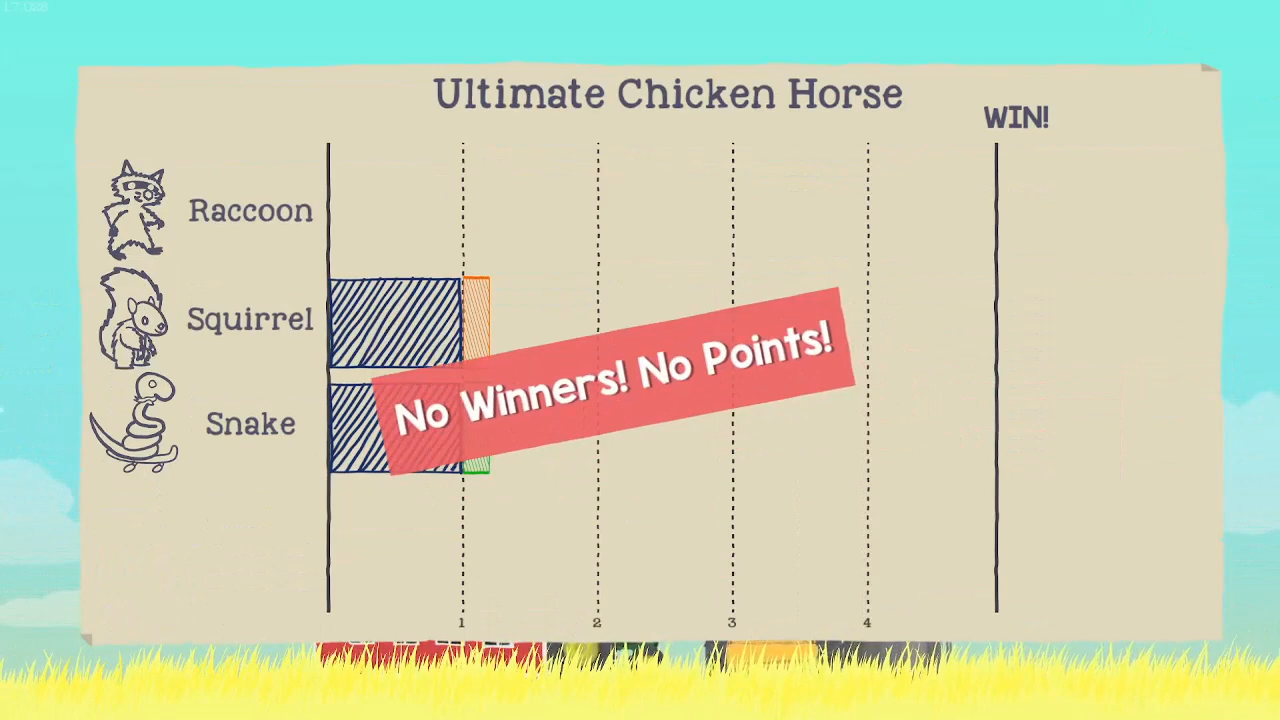 Ultimate Chicken Horse
WIN!
Raccoon
Squirrel
No Winners! No Points!
Snake
1 2 3 4